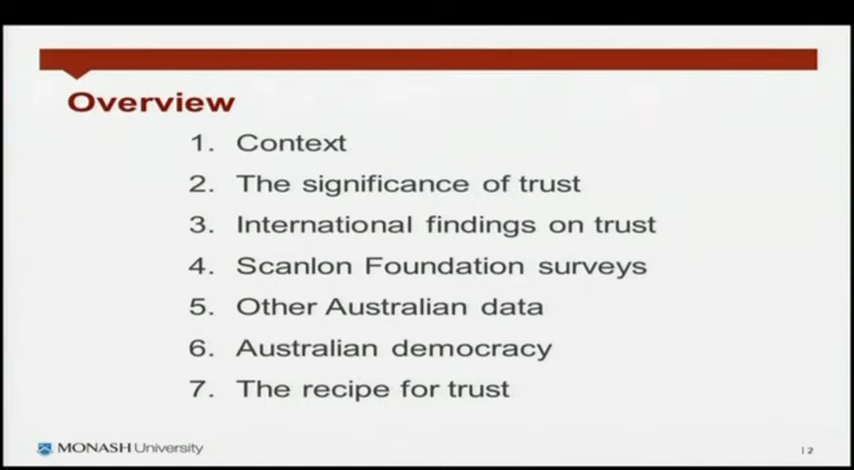 Overview
1. Context
2. The significance of trust
3. International findings on trust
4. Scanlon Foundation surveys
5. Other Australian data
6. Australian democracy
7. The recipe for trust
MONASH University
| 2